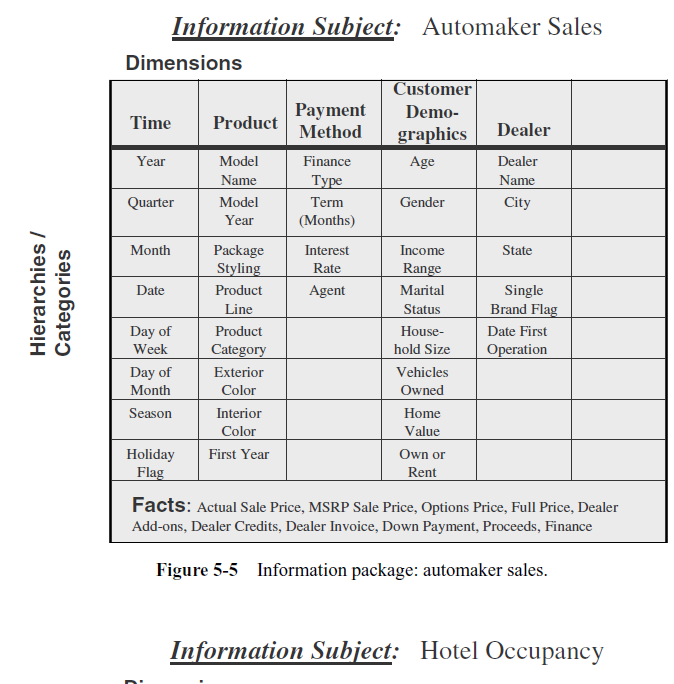 Information Subject: Automaker Sales
Dimensions
Hierarchies /
Categories
Time Product Payment Method Customer Demo- graphics Dealer
Year Model Name Finance Type Age Dealer Name
Quarter Model Year Term (Months) Gender City
Month Package Styling Interest Rate Income Range State
Date Product Line Agent Marital Status Single Brand Flag
Day of Week Product Category House- hold Size Date First Operation
Day of Month Exterior Color Vehicles Owned
Season Interior Color Home Value
Holiday Flag First Year Own or Rent
Facts: Actual Sale Price, MSRP Sale Price, Options Price, Full Price, Dealer
Add-ons, Dealer Credits, Dealer Invoice, Down Payment, Proceeds, Finance
Figure 5-5 Information package: automaker sales.
Information Subject: Hotel Occupancy